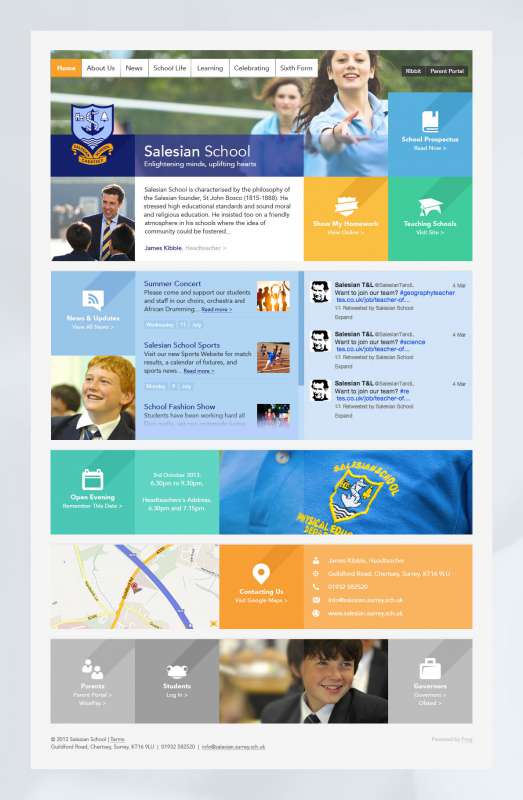 Home
About Us
News
School Life
Learning
Celebrating
Sixth Form
Kibbit
Parent Portal
School Prospectus
Read Now >
Salesian School
Enlightening minds, uplifting hearts
Salesian School is characterised by the philosophy of
the Salesian founder, St John Bosco (1815-1888). He
stressed high educational standards and sound moral
and religious education. He insisted too on a friendly
atmosphere in his schools where the idea of
community could be fostered...
James Kibble, Headteacher >
Show My Homework
View Online >
Teaching Schools
Visit Site >
News & Updates
View All News >
Summer Concert
Please come and support our students
and staff in our choirs, orchestra and
African Drumming... Read more >
Wednesday 11 July
Salesian School Sports
Visit our new Sports Website for match
results, a calendar of fixtures, and
sports news... Read more >
Monday 9 July
School Fashion Show
Students have been working hard all
Salesian T&L @SalesianTandL 4 Mar
Want to join our team? #geographyteacher
tes.co.uk/job/teacher-of...
Retweeted by Salesian School
Expand
Salesian T&L @SalesianTandL 4 Mar
Want to join our team? #science
tes.co.uk/job/teacher-of...
Retweeted by Salesian School
Expand
Salesian T&L @SalesianTandL 4 Mar
Want to join our team? #re
tes.co.uk/job/teacher-of...
Retweeted by Salesian School
Expand
Open Evening
Remember This Date >
3rd October 2013:
6.30pm to 9.30pm.
Headteacher's Address,
6.30pm and 7.15pm.
SALESIAN SCHOOL
PHYSICAL EDUC
DEP
Contacting Us
Visit Google Maps >
James Kibble, Headteacher
Guildford Road, Chertsey, Surrey, KT16 9LU
01932 582520
info@salesian.surrey.sch.uk
www.salesian.surrey.sch.uk
Parents
Parent Portal >
WisePay >
Students
Log In >
Governors
Governors >
Ofsted >
© 2013 Salesian School | Terms
Guildford Road, Chertsey, Surrey, KT16 9LU | 01932 582520 | info@salesian.surrey.sch.uk
Powered by Frog